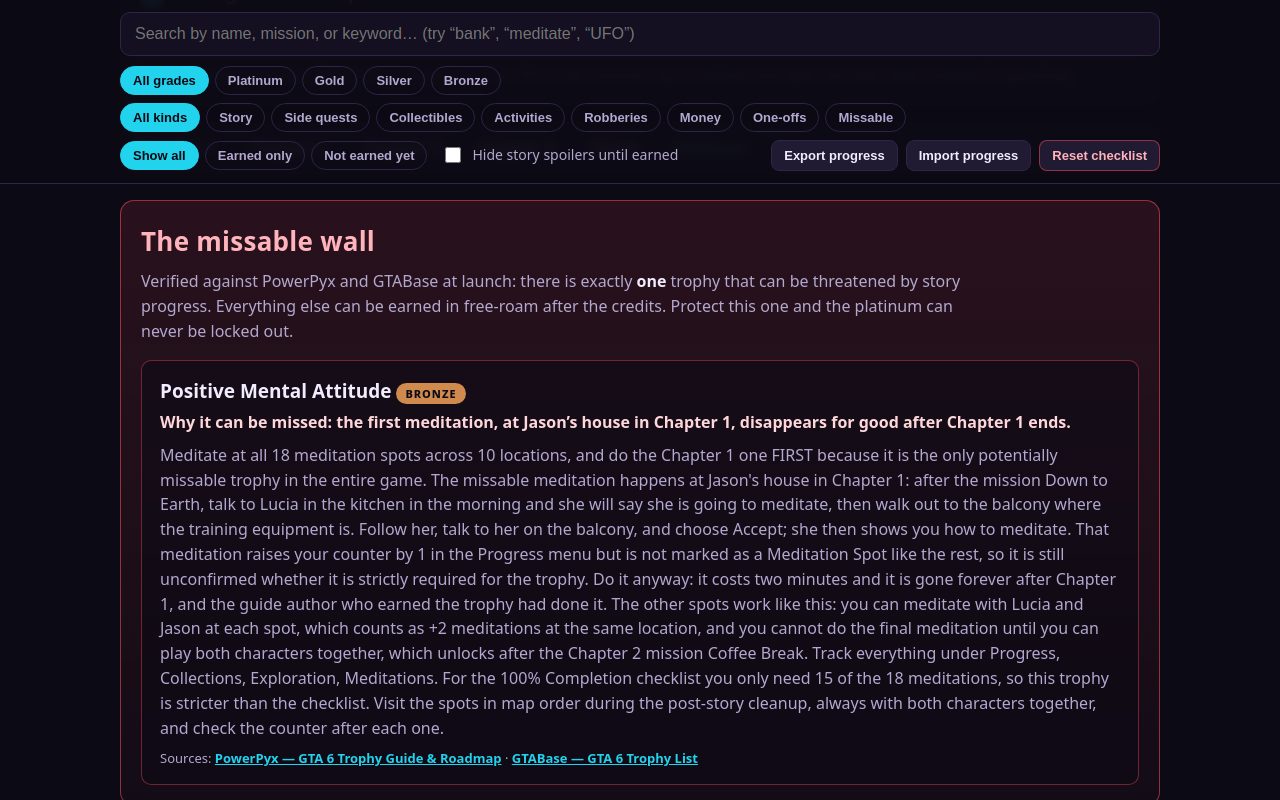 Search by name, mission, or keyword… (try “bank”, “meditate”, “UFO”)
All grades Platinum Gold Silver Bronze
All kinds Story Side quests Collectibles Activities Robberies Money One-offs Missable
Show all Earned only Not earned yet Hide story spoilers until earned Export progress Import progress Reset checklist
The missable wall
Verified against PowerPyx and GTABase at launch: there is exactly one trophy that can be threatened by story
progress. Everything else can be earned in free-roam after the credits. Protect this one and the platinum can
never be locked out.
Positive Mental Attitude BRONZE
Why it can be missed: the first meditation, at Jason’s house in Chapter 1, disappears for good after Chapter 1 ends.
Meditate at all 18 meditation spots across 10 locations, and do the Chapter 1 one FIRST because it is the only potentially
missable trophy in the entire game. The missable meditation happens at Jason's house in Chapter 1: after the mission Down to
Earth, talk to Lucia in the kitchen in the morning and she will say she is going to meditate, then walk out to the balcony where
the training equipment is. Follow her, talk to her on the balcony, and choose Accept; she then shows you how to meditate. That
meditation raises your counter by 1 in the Progress menu but is not marked as a Meditation Spot like the rest, so it is still
unconfirmed whether it is strictly required for the trophy. Do it anyway: it costs two minutes and it is gone forever after Chapter
1, and the guide author who earned the trophy had done it. The other spots work like this: you can meditate with Lucia and
Jason at each spot, which counts as +2 meditations at the same location, and you cannot do the final meditation until you can
play both characters together, which unlocks after the Chapter 2 mission Coffee Break. Track everything under Progress,
Collections, Exploration, Meditations. For the 100% Completion checklist you only need 15 of the 18 meditations, so this trophy
is stricter than the checklist. Visit the spots in map order during the post-story cleanup, always with both characters together,
and check the counter after each one.
Sources: PowerPyx — GTA 6 Trophy Guide & Roadmap · GTABase — GTA 6 Trophy List